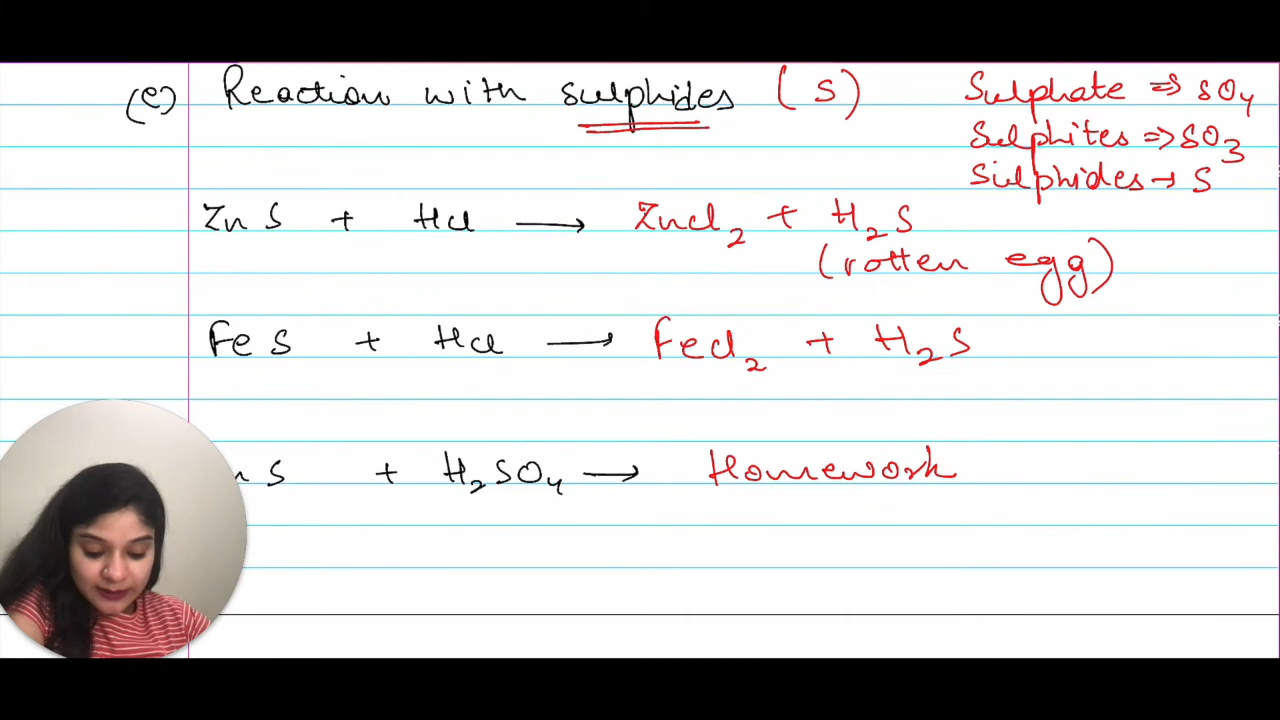 (e) Reaction with sulphides (S)
Sulphate ⇒ SO4
Sulphites ⇒ SO3
Sulphides → S
ZnS + HCl → ZnCl2 + H2S
(rotten egg)
FeS + HCl → FeCl2 + H2S
S + H2SO4 → Homework